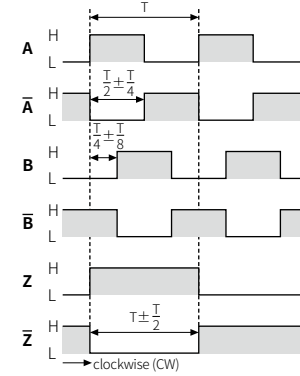 T
A H
L
T/2 ± T/4
A̅ H
L
T/4 ± T/8
B H
L
B̅ H
L
Z H
L
T ± T/2
Z̅ H
L
clockwise (CW)